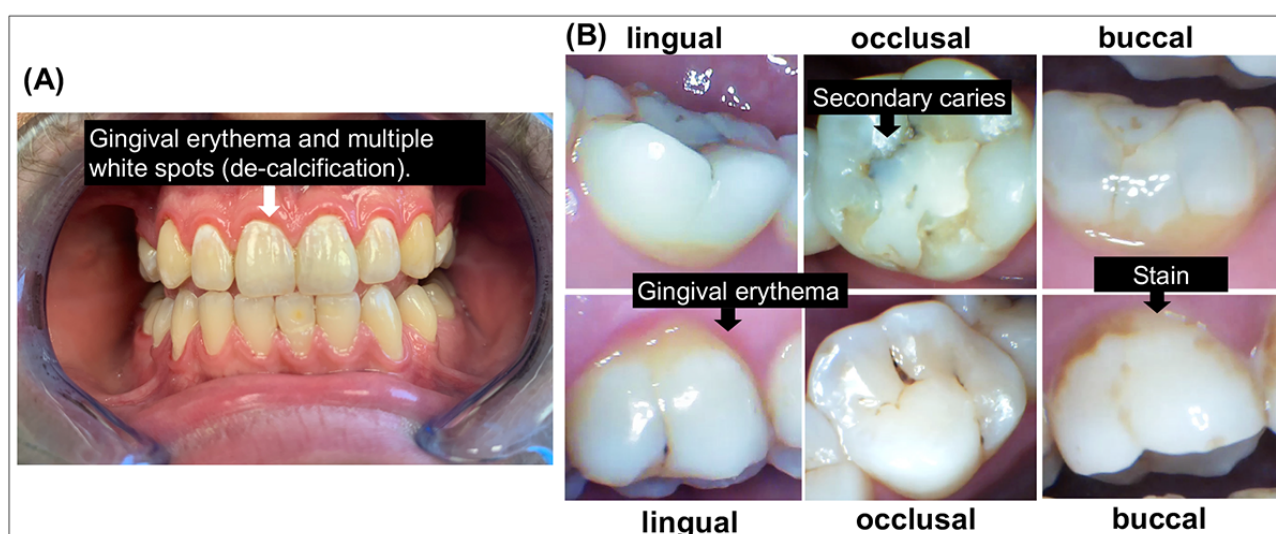 (A)
Gingival erythema and multiple
white spots (de-calcification).
(B)
lingual
occlusal
buccal
Secondary caries
Gingival erythema
Stain
lingual
occlusal
buccal